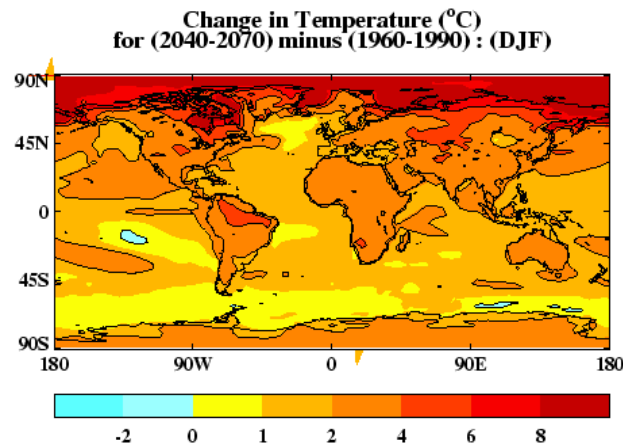 Change in Temperature (°C)
for (2040-2070) minus (1960-1990) : (DJF)
90N
45N
0
45S
90S
180 90W 0 90E 180
-2 0 1 2 4 6 8